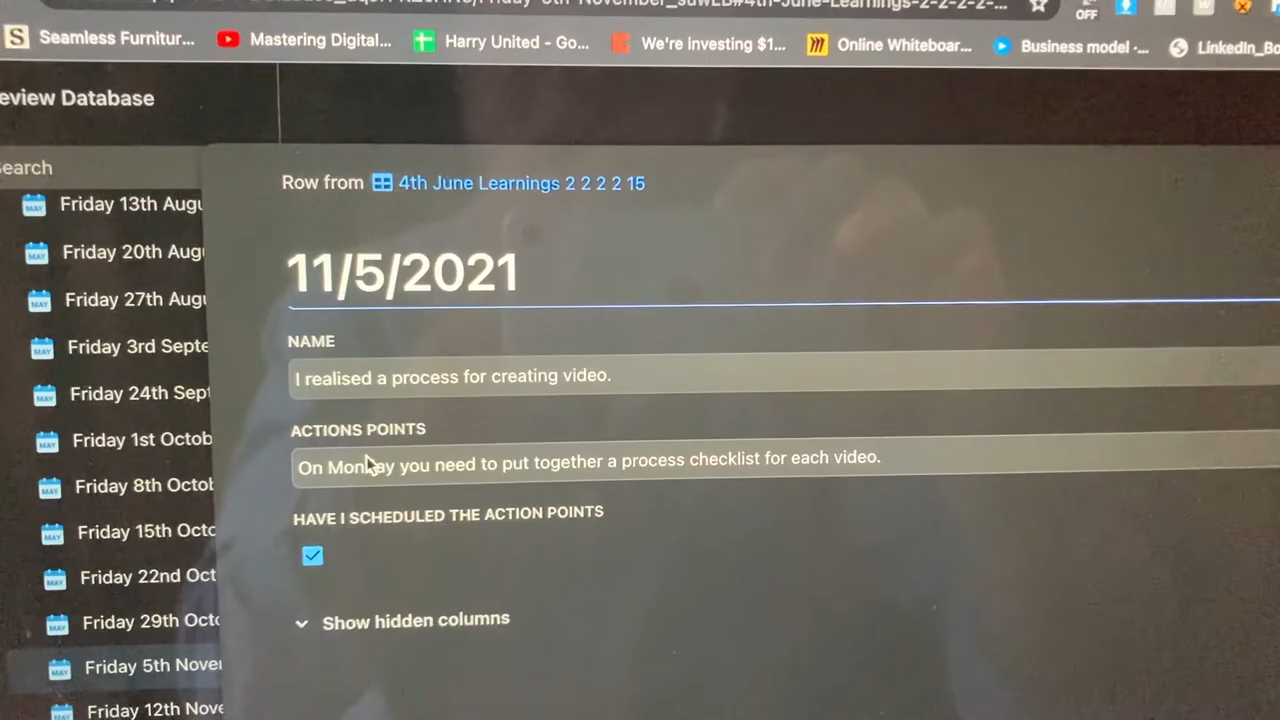 OFF
Seamless Furnitur... Mastering Digital... Harry United - Go... We're investing $1... Online Whiteboar... Business model -... LinkedIn_Bo
eview Database
earch
Friday 13th Augu
Friday 20th Aug
Friday 27th Augu
Friday 3rd Septe
Friday 24th Sept
Friday 1st Octob
Friday 8th Octob
Friday 15th Octo
Friday 22nd Oct
Friday 29th Octo
Friday 5th Nover
Friday 12th Nove
Row from 4th June Learnings 2 2 2 2 15
11/5/2021
NAME
I realised a process for creating video.
ACTIONS POINTS
On Monday you need to put together a process checklist for each video.
HAVE I SCHEDULED THE ACTION POINTS
Show hidden columns